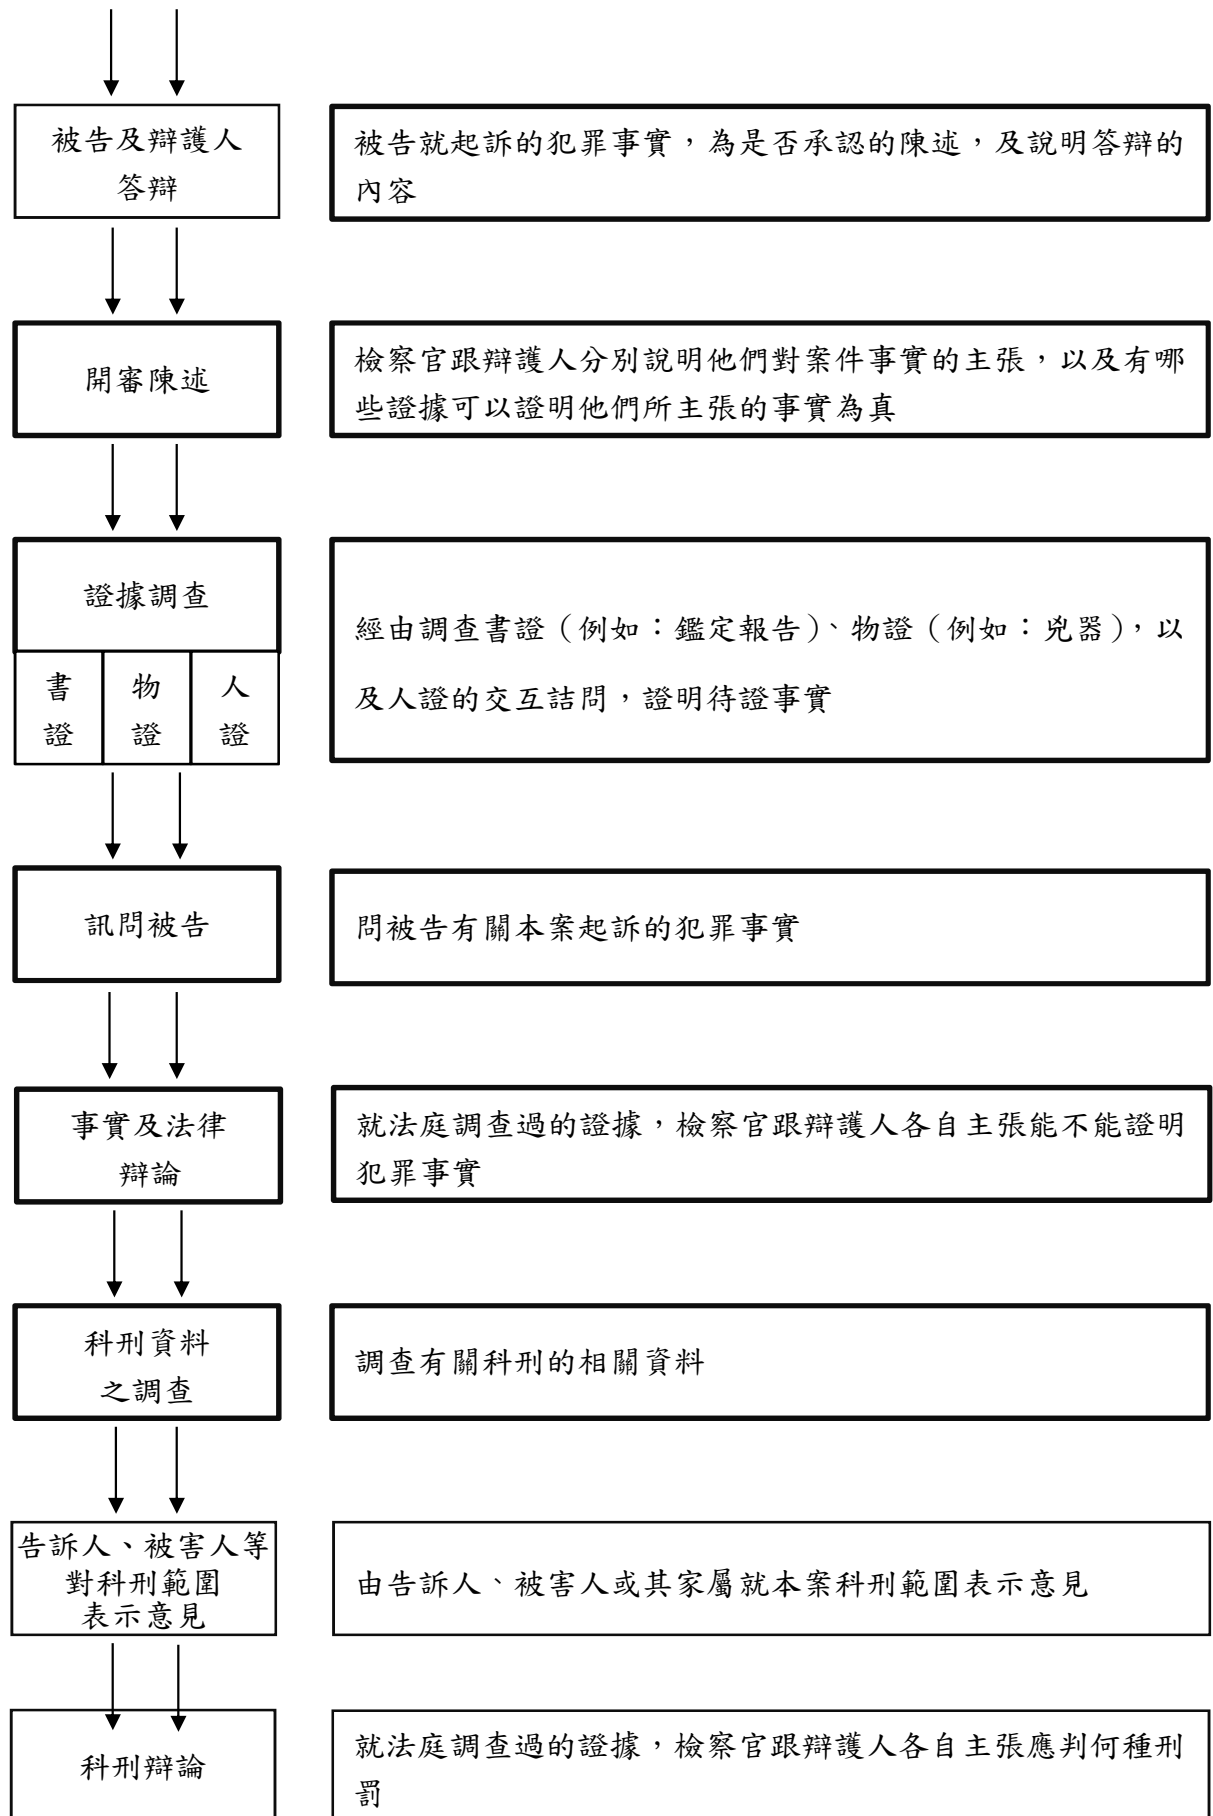 被告及辯護人
答辯
被告就起訴的犯罪事實，為是否承認的陳述，及說明答辯的
內容
開審陳述
檢察官跟辯護人分別說明他們對案件事實的主張，以及有哪
些證據可以證明他們所主張的事實為真
證據調查
書證
物證
人證
經由調查書證（例如：鑑定報告）、物證（例如：兇器），以
及人證的交互詰問，證明待證事實
訊問被告
問被告有關本案起訴的犯罪事實
事實及法律
辯論
就法庭調查過的證據，檢察官跟辯護人各自主張能不能證明
犯罪事實
科刑資料
之調查
調查有關科刑的相關資料
告訴人、被害人等
對科刑範圍
表示意見
由告訴人、被害人或其家屬就本案科刑範圍表示意見
科刑辯論
就法庭調查過的證據，檢察官跟辯護人各自主張應判何種刑
罰